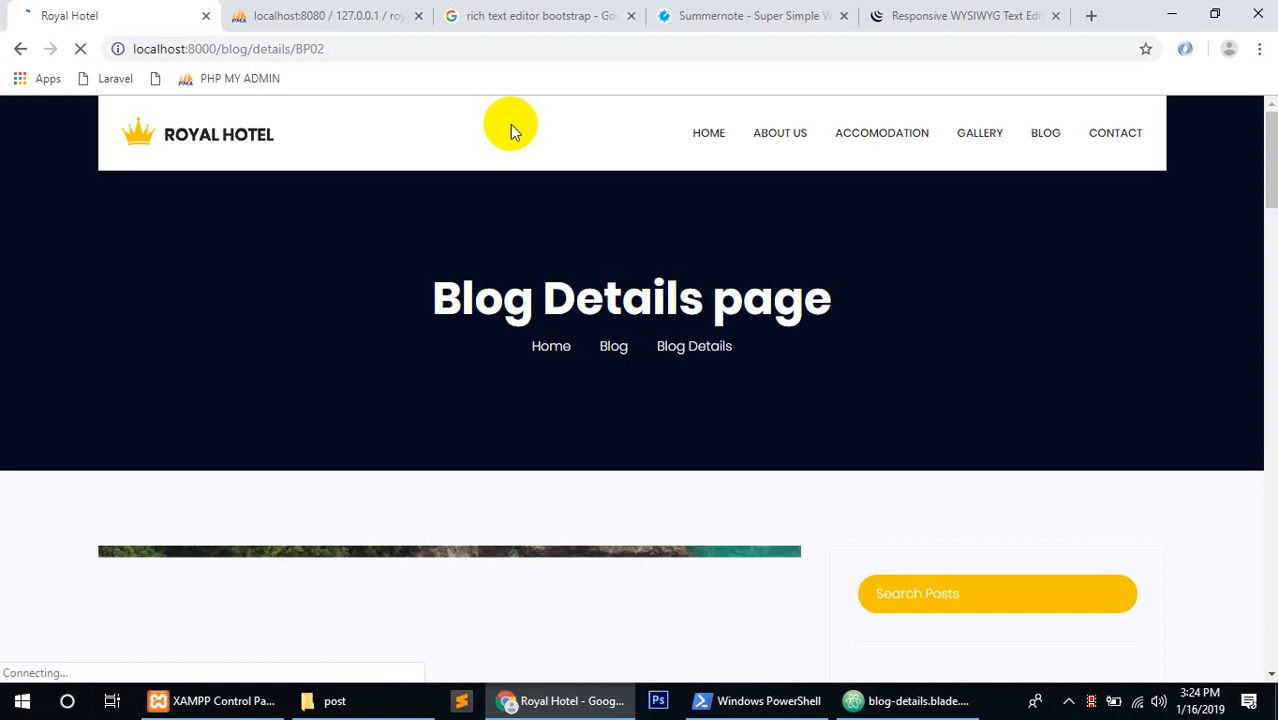 Royal Hotel
localhost:8080 / 127.0.0.1 / ro
rich text editor bootstrap - Goo
Summernote - Super Simple W
Responsive WYSIWYG Text Edi
localhost:8000/blog/details/BP02
Apps
Laravel
PHP MY ADMIN
ROYAL HOTEL
HOME
ABOUT US
ACCOMODATION
GALLERY
BLOG
CONTACT
Blog Details page
Home
Blog
Blog Details
Search Posts
Connecting...
XAMPP Control Pa...
post
Royal Hotel - Goog...
Ps
Windows PowerShell
blog-details.blade....
3:24 PM
1/16/2019